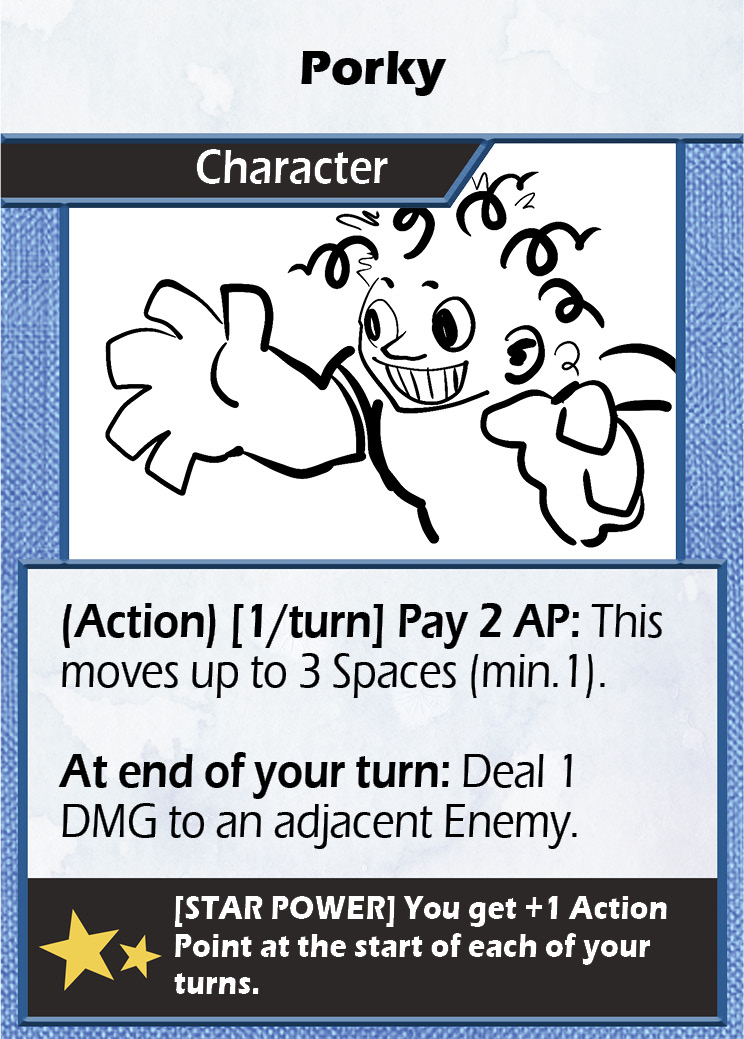 Porky
Character
(Action) [1/turn] Pay 2 AP: This
moves up to 3 Spaces (min.1).
At end of your turn: Deal 1
DMG to an adjacent Enemy.
[STAR POWER] You get +1 Action
Point at the start of each of your
turns.